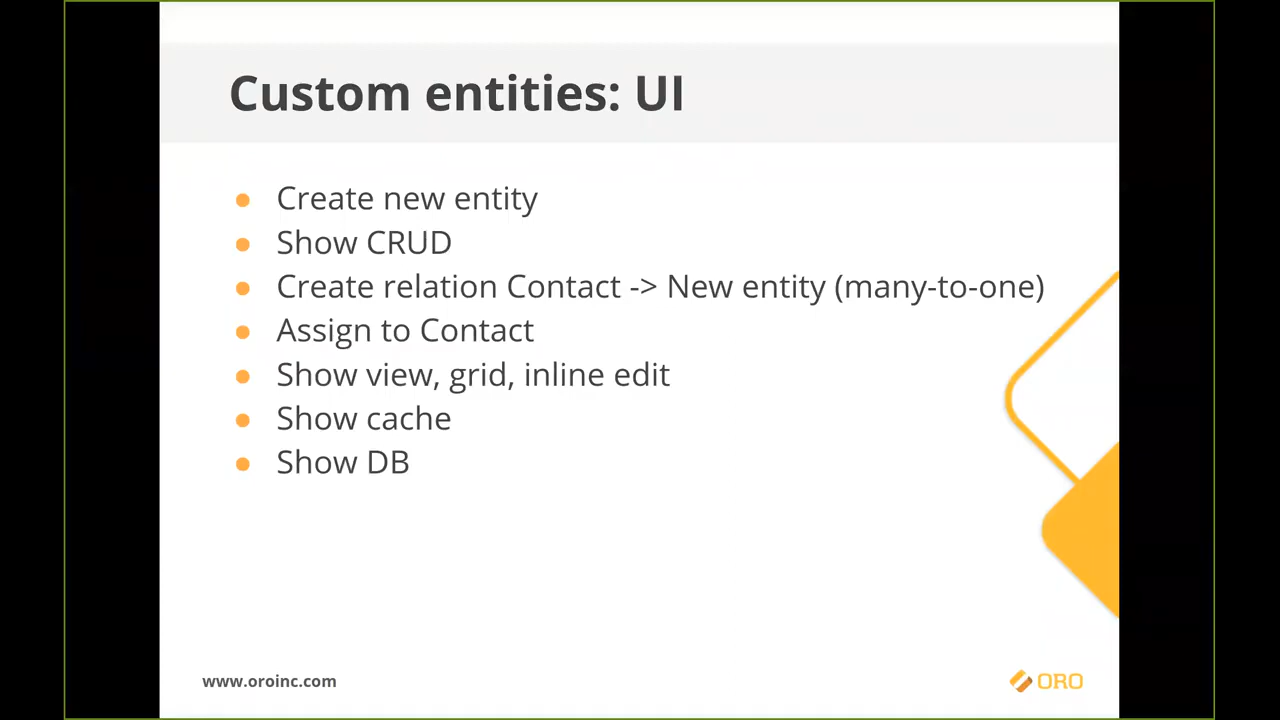 Custom entities: UI
Create new entity
Show CRUD
Create relation Contact -> New entity (many-to-one)
Assign to Contact
Show view, grid, inline edit
Show cache
Show DB
www.oroinc.com
ORO